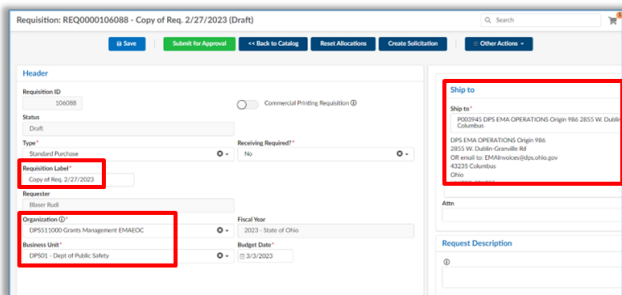 Requisition: REQ0000106088 - Copy of Req. 2/27/2023 (Draft)
Search
Save
Submit for Approval
<< Back to Catalog
Reset Allocations
Create Solicitation
Other Actions
Header
Requisition ID
106088
Commercial Printing Requisition
Status
Draft
Type*
Receiving Required?*
Standard Purchase
No
Requisition Label*
Copy of Req. 2/27/2023
Requester
Blaser Rudi
Organization*
Fiscal Year
DPS511000 Grants Management EMAEOC
2023 - State of Ohio
Business Unit*
Budget Date*
DPS01 - Dept of Public Safety
3/3/2023
Ship to
Ship to*
P003945 DPS EMA OPERATIONS Origin 986 2855 W. Dublin
Columbus
DPS EMA OPERATIONS Origin 986
2855 W. Dublin-Granville Rd
OR email to: EMAInvoices@dps.ohio.gov
43235 Columbus
Ohio
Attn
Request Description